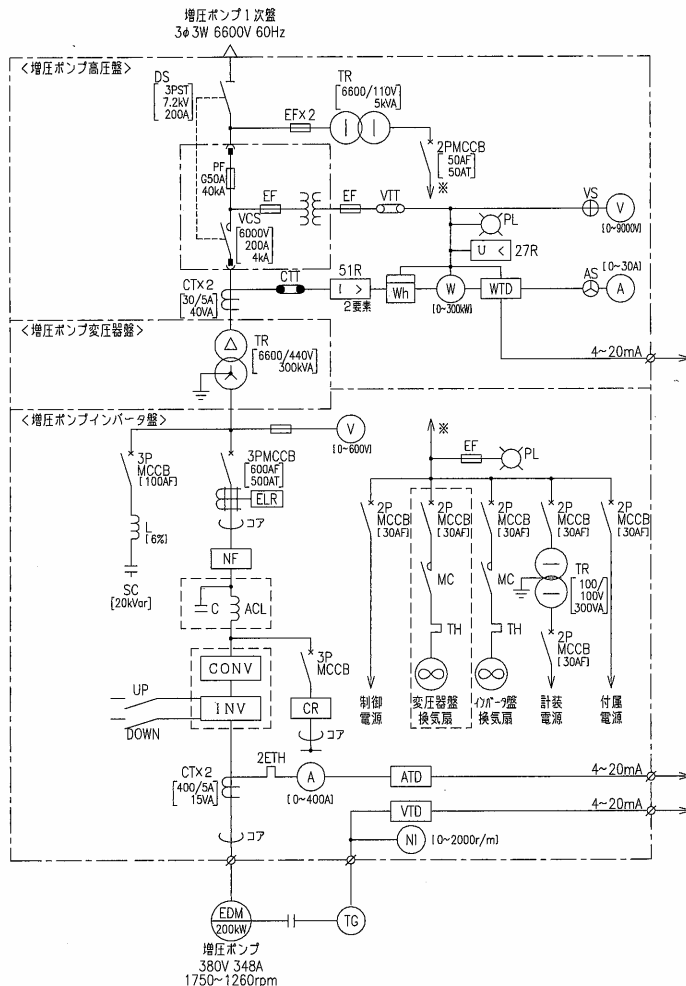 増圧ポンプ1次盤
3φ3W 6600V 60Hz
<増圧ポンプ高圧盤>
DS
3PST
7.2kV
200A
TR
6600/110V
5kVA
EF×2
2PMCCB
50AF
50AT
※
PF
G50A
40kA
EF
EF
VTT
VS
V
[0~9000V]
PL
VCS
6000V
200A
4kA
U <
27R
CTT
51R
I >
2要素
Wh
W
[0~300kW]
WTD
AS
A
[0~30A]
CT×2
30/5A
40VA
4~20mA
<増圧ポンプ変圧器盤>
TR
6600/440V
300kVA
<増圧ポンプインバータ盤>
V
[0~600V]
3P
MCCB
[100AF]
3PMCCB
600AF
500AT
ELR
コア
L
[6%]
SC
[20kVar]
NF
C
ACL
CONV
INV
UP
DOWN
3P
MCCB
CR
コア
※
EF
PL
2P
MCCB
[30AF]
2P
MCCB
[30AF]
2P
MCCB
[30AF]
2P
MCCB
[30AF]
2P
MCCB
[30AF]
MC
MC
TR
100/
100V
300VA
TH
TH
2P
MCCB
[30AF]
制御
電源
変圧器盤
換気扇
インバータ盤
換気扇
計装
電源
付属
電源
CT×2
400/5A
15VA
2ETH
A
[0~400A]
ATD
4~20mA
VTD
4~20mA
NI
[0~2000r/m]
コア
EDM
200kW
TG
増圧ポンプ
380V 348A
1750~1260rpm